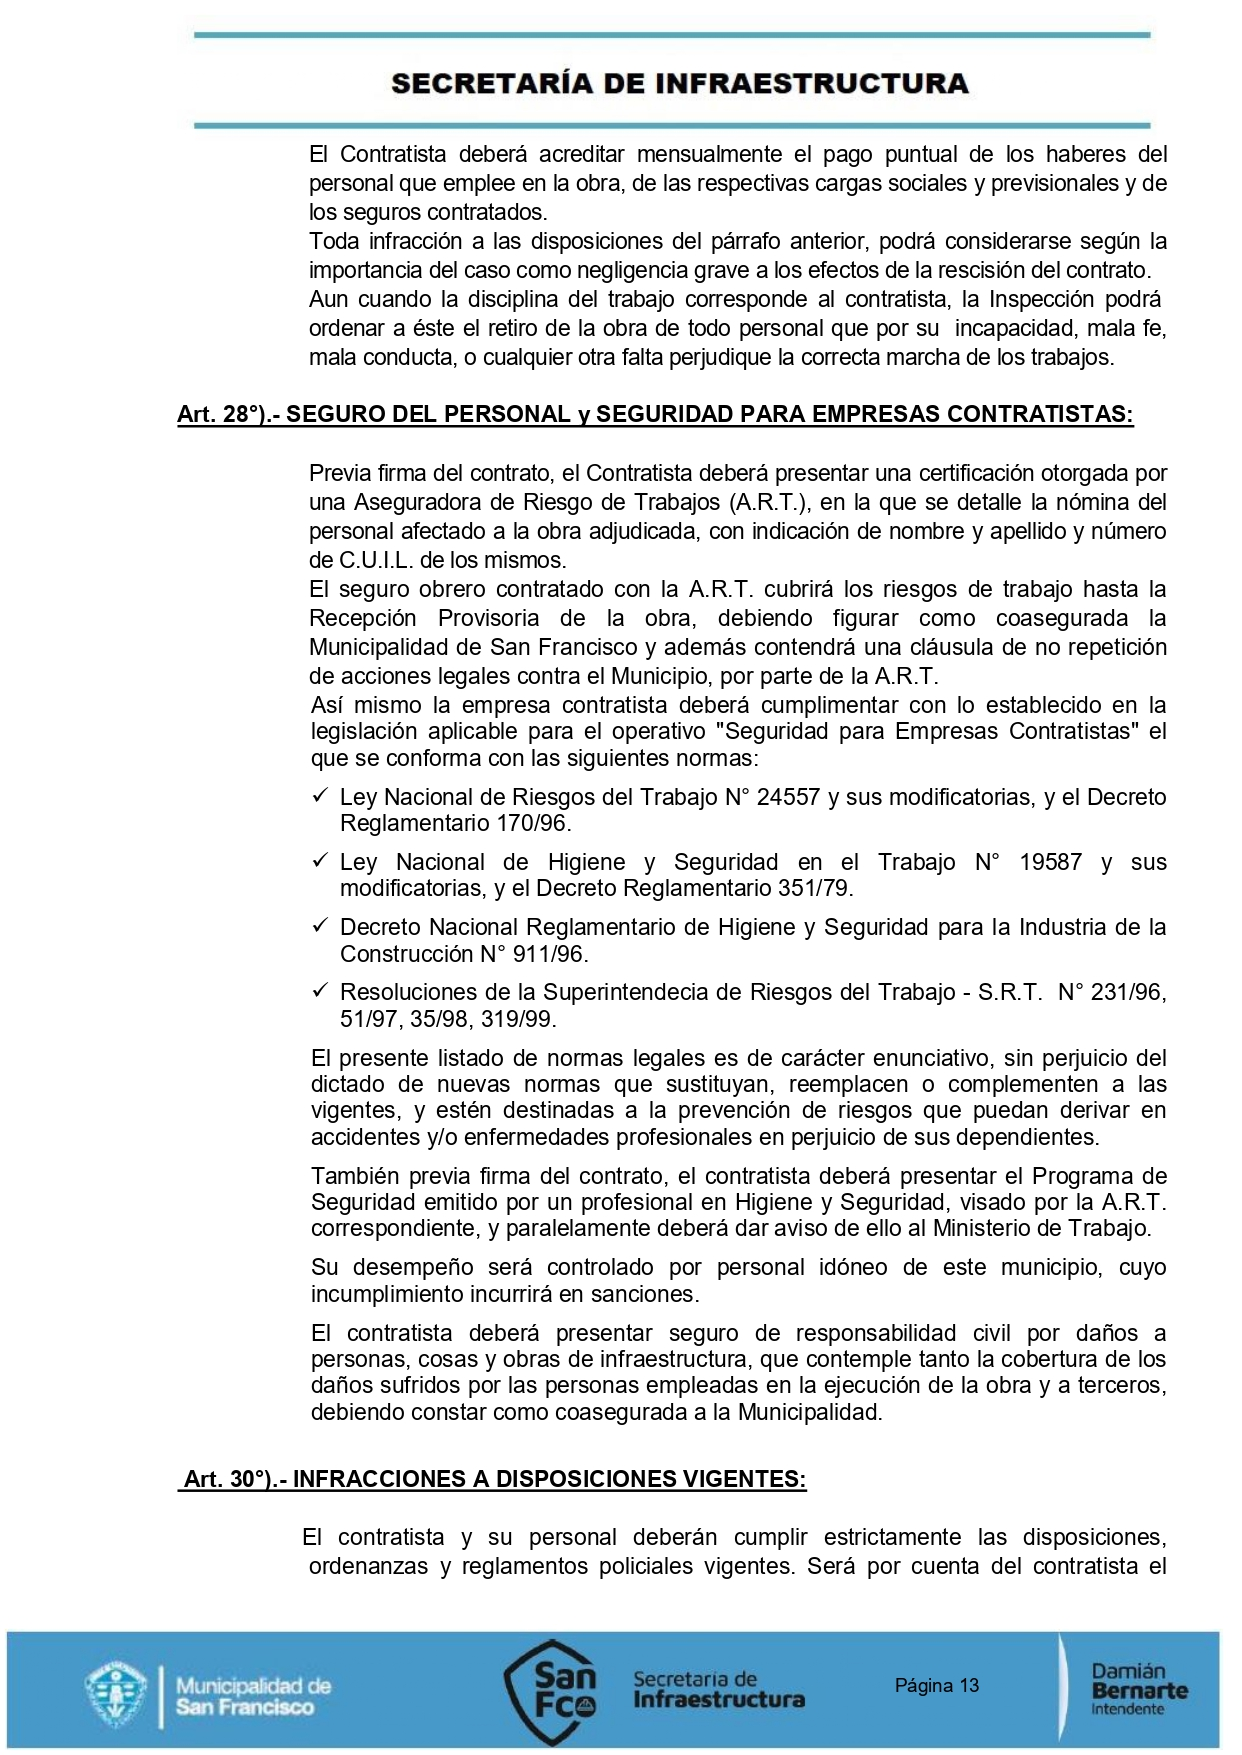 SECRETARÍA DE INFRAESTRUCTURA
El Contratista deberá acreditar mensualmente el pago puntual de los haberes del
personal que emplee en la obra, de las respectivas cargas sociales y previsionales y de
los seguros contratados.
Toda infracción a las disposiciones del párrafo anterior, podrá considerarse según la
importancia del caso como negligencia grave a los efectos de la rescisión del contrato.
Aun cuando la disciplina del trabajo corresponde al contratista, la Inspección podrá
ordenar a éste el retiro de la obra de todo personal que por su incapacidad, mala fe,
mala conducta, o cualquier otra falta perjudique la correcta marcha de los trabajos.
Art. 28°).- SEGURO DEL PERSONAL y SEGURIDAD PARA EMPRESAS CONTRATISTAS:
Previa firma del contrato, el Contratista deberá presentar una certificación otorgada por
una Aseguradora de Riesgo de Trabajos (A.R.T.), en la que se detalle la nómina del
personal afectado a la obra adjudicada, con indicación de nombre y apellido y número
de C.U.I.L. de los mismos.
El seguro obrero contratado con la A.R.T. cubrirá los riesgos de trabajo hasta la
Recepción Provisoria de la obra, debiendo figurar como coasegurada la
Municipalidad de San Francisco y además contendrá una cláusula de no repetición
de acciones legales contra el Municipio, por parte de la A.R.T.
Así mismo la empresa contratista deberá cumplimentar con lo establecido en la
legislación aplicable para el operativo "Seguridad para Empresas Contratistas" el
que se conforma con las siguientes normas:
✓ Ley Nacional de Riesgos del Trabajo N° 24557 y sus modificatorias, y el Decreto
Reglamentario 170/96.
✓ Ley Nacional de Higiene y Seguridad en el Trabajo N° 19587 y sus
modificatorias, y el Decreto Reglamentario 351/79.
✓ Decreto Nacional Reglamentario de Higiene y Seguridad para la Industria de la
Construcción N° 911/96.
✓ Resoluciones de la Superintendecia de Riesgos del Trabajo - S.R.T. N° 231/96,
51/97, 35/98, 319/99.
El presente listado de normas legales es de carácter enunciativo, sin perjuicio del
dictado de nuevas normas que sustituyan, reemplacen o complementen a las
vigentes, y estén destinadas a la prevención de riesgos que puedan derivar en
accidentes y/o enfermedades profesionales en perjuicio de sus dependientes.
También previa firma del contrato, el contratista deberá presentar el Programa de
Seguridad emitido por un profesional en Higiene y Seguridad, visado por la A.R.T.
correspondiente, y paralelamente deberá dar aviso de ello al Ministerio de Trabajo.
Su desempeño será controlado por personal idóneo de este municipio, cuyo
incumplimiento incurrirá en sanciones.
El contratista deberá presentar seguro de responsabilidad civil por daños a
personas, cosas y obras de infraestructura, que contemple tanto la cobertura de los
daños sufridos por las personas empleadas en la ejecución de la obra y a terceros,
debiendo constar como coasegurada a la Municipalidad.
Art. 30°).- INFRACCIONES A DISPOSICIONES VIGENTES:
El contratista y su personal deberán cumplir estrictamente las disposiciones,
ordenanzas y reglamentos policiales vigentes. Será por cuenta del contratista el
Municipalidad de
San Francisco
San
Fco
Secretaria de
Infraestructura
Página 13
Damián
Bernarte
Intendente